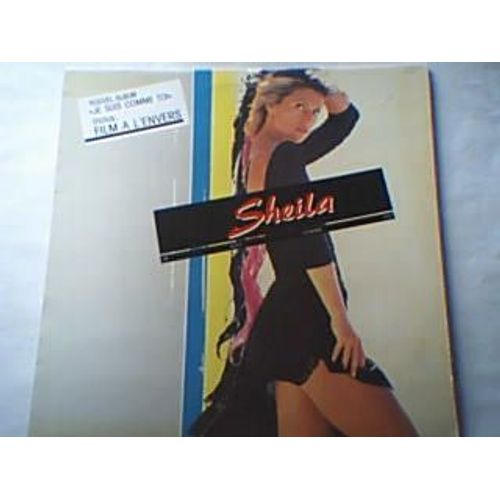 NOUVEL ALBUM
"JE SUIS COMME TOI"
inclus:
FILM A L'ENVERS
Sheila